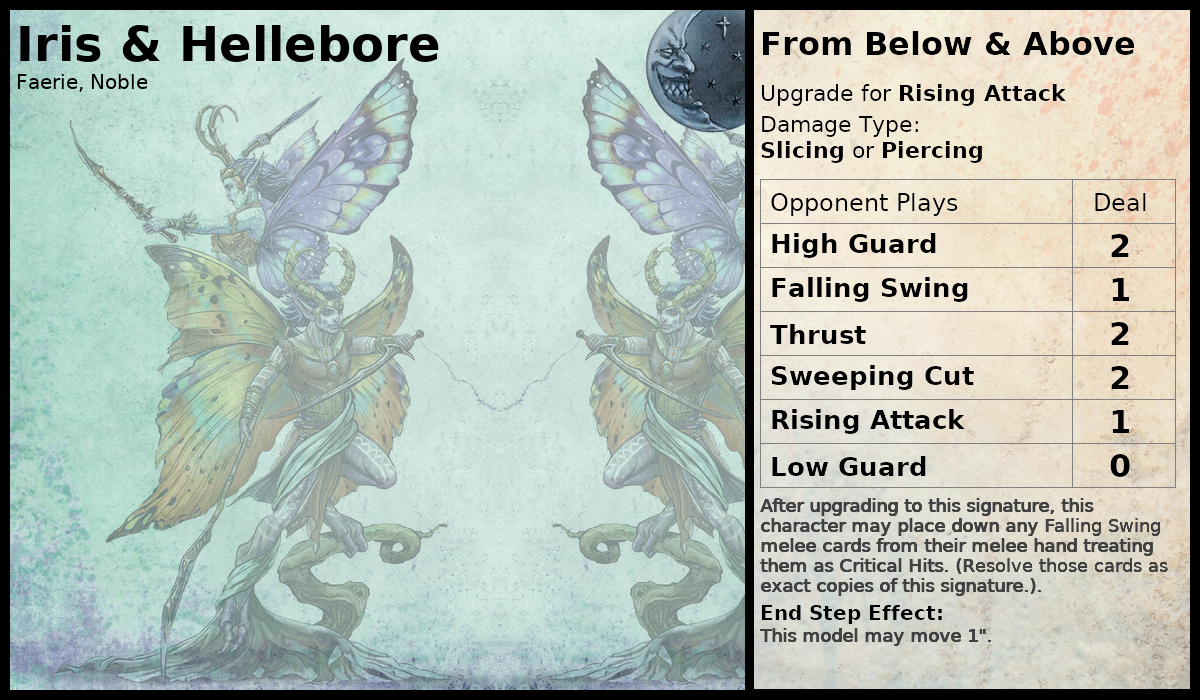 Iris & Hellebore
Faerie, Noble
From Below & Above
Upgrade for Rising Attack
Damage Type:
Slicing or Piercing
Opponent Plays Deal
High Guard 2
Falling Swing 1
Thrust 2
Sweeping Cut 2
Rising Attack 1
Low Guard 0
After upgrading to this signature, this
character may place down any Falling Swing
melee cards from their melee hand treating
them as Critical Hits. (Resolve those cards as
exact copies of this signature.).
End Step Effect:
This model may move 1".